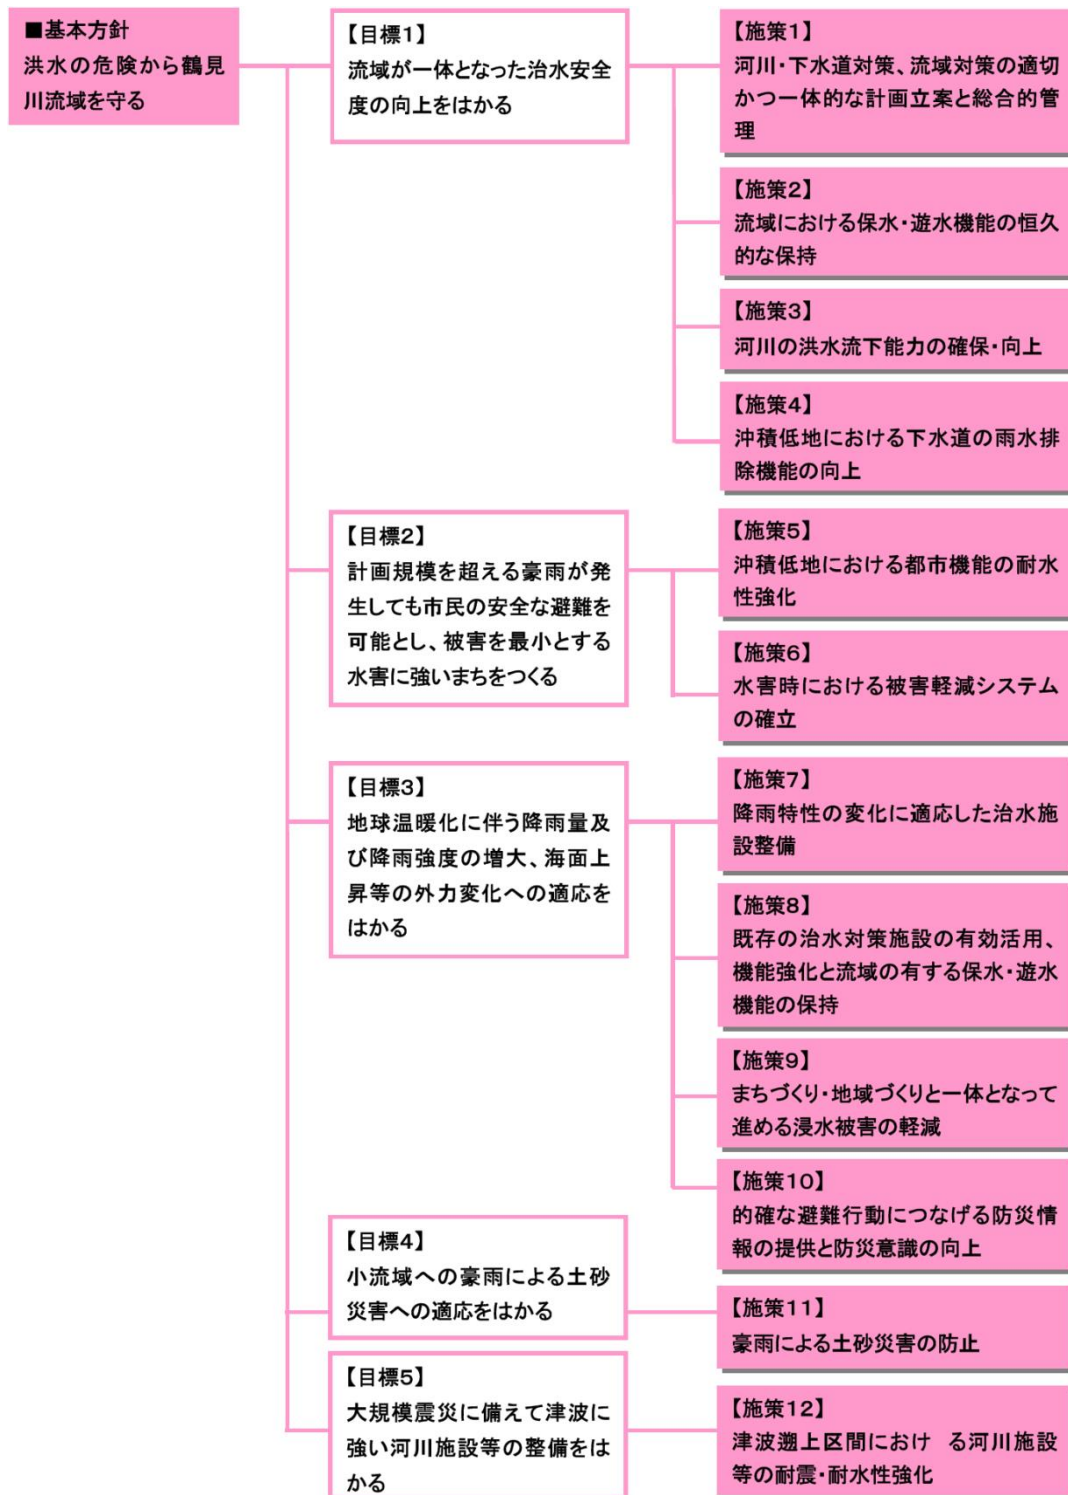 ■基本方針
洪水の危険から鶴見
川流域を守る
【目標1】
流域が一体となった治水安全
度の向上をはかる
【施策1】
河川・下水道対策、流域対策の適切
かつ一体的な計画立案と総合的管
理
【施策2】
流域における保水・遊水機能の恒久
的な保持
【施策3】
河川の洪水流下能力の確保・向上
【施策4】
沖積低地における下水道の雨水排
除機能の向上
【目標2】
計画規模を超える豪雨が発
生しても市民の安全な避難を
可能とし、被害を最小とする
水害に強いまちをつくる
【施策5】
沖積低地における都市機能の耐水
性強化
【施策6】
水害時における被害軽減システム
の確立
【目標3】
地球温暖化に伴う降雨量及
び降雨強度の増大、海面上
昇等の外力変化への適応を
はかる
【施策7】
降雨特性の変化に適応した治水施
設整備
【施策8】
既存の治水対策施設の有効活用、
機能強化と流域の有する保水・遊水
機能の保持
【施策9】
まちづくり・地域づくりと一体となって
進める浸水被害の軽減
【施策10】
的確な避難行動につなげる防災情
報の提供と防災意識の向上
【目標4】
小流域への豪雨による土砂
災害への適応をはかる
【施策11】
豪雨による土砂災害の防止
【目標5】
大規模震災に備えて津波に
強い河川施設等の整備をは
かる
【施策12】
津波遡上区間におけ る河川施設
等の耐震・耐水性強化